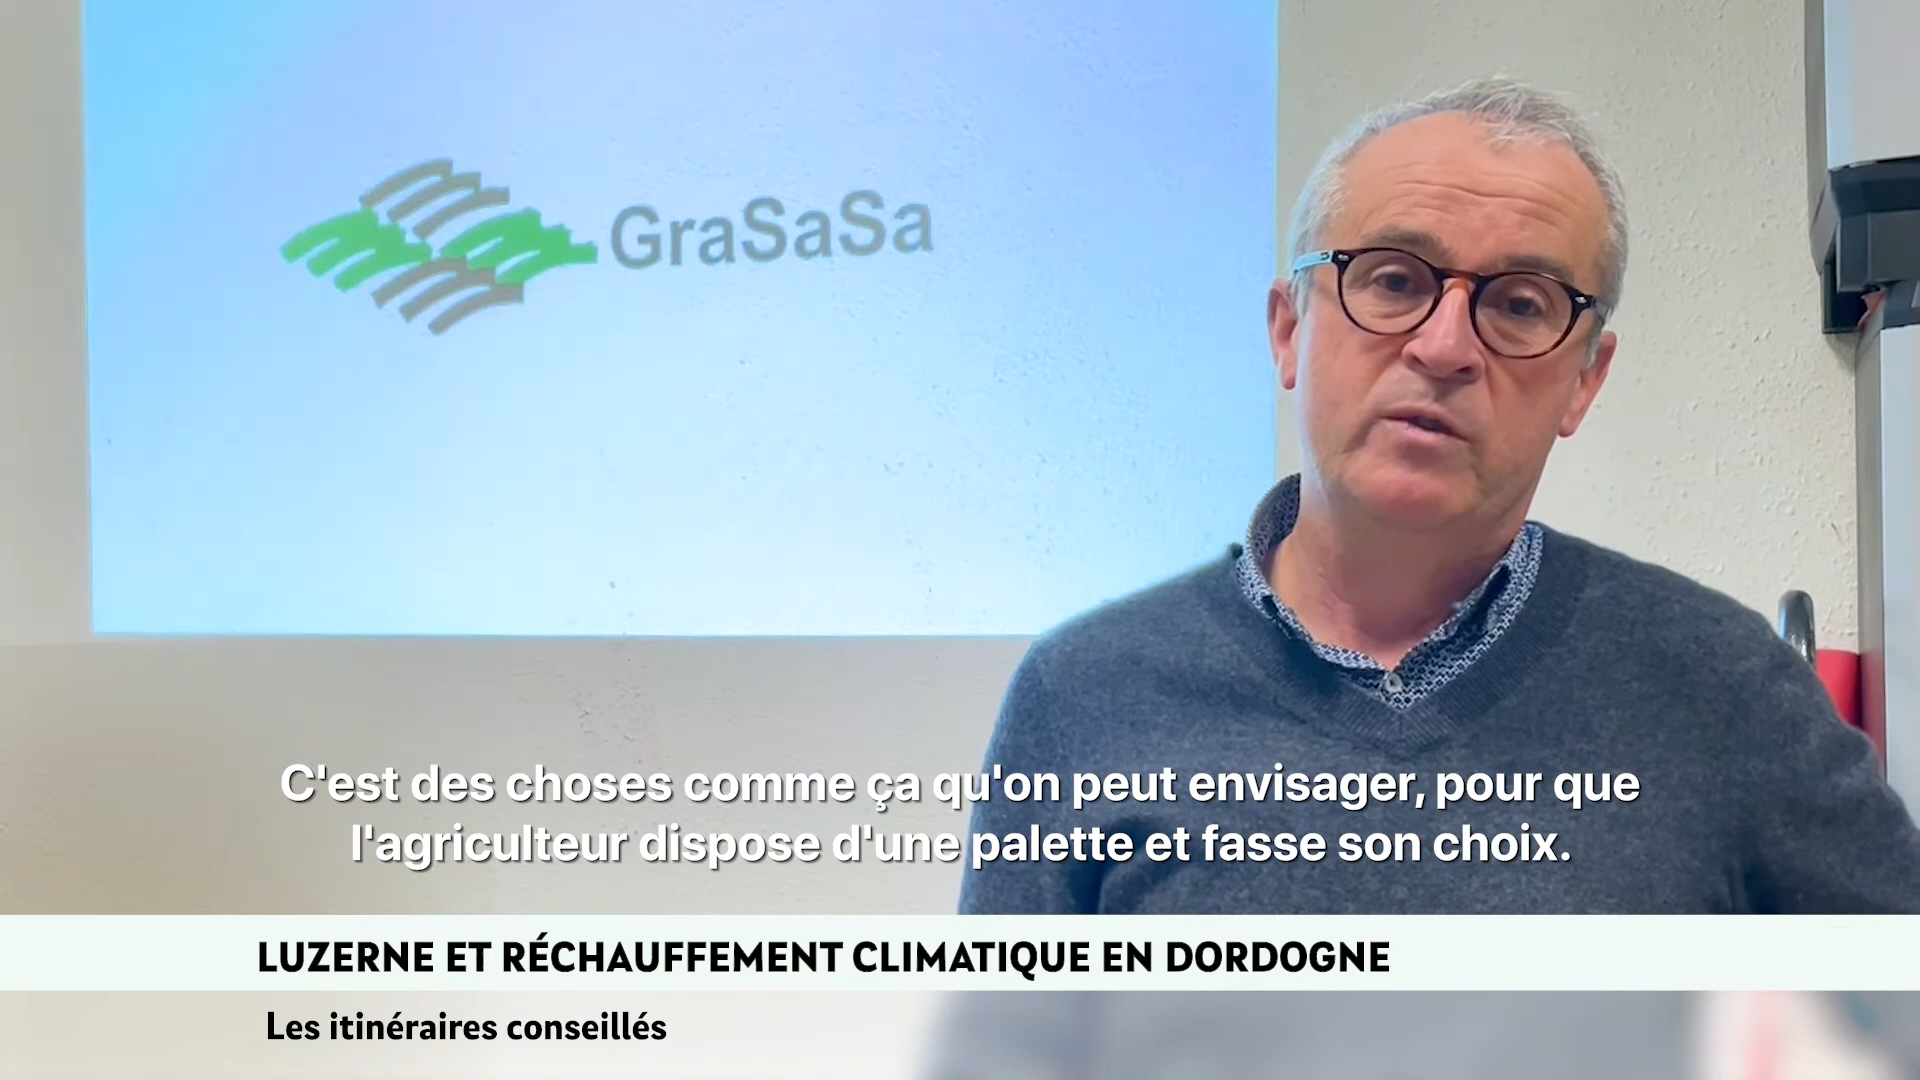 GraSaSa
C'est des choses comme ça qu'on peut envisager, pour que
l'agriculteur dispose d'une palette et fasse son choix.
LUZERNE ET RÉCHAUFFEMENT CLIMATIQUE EN DORDOGNE
Les itinéraires conseillés